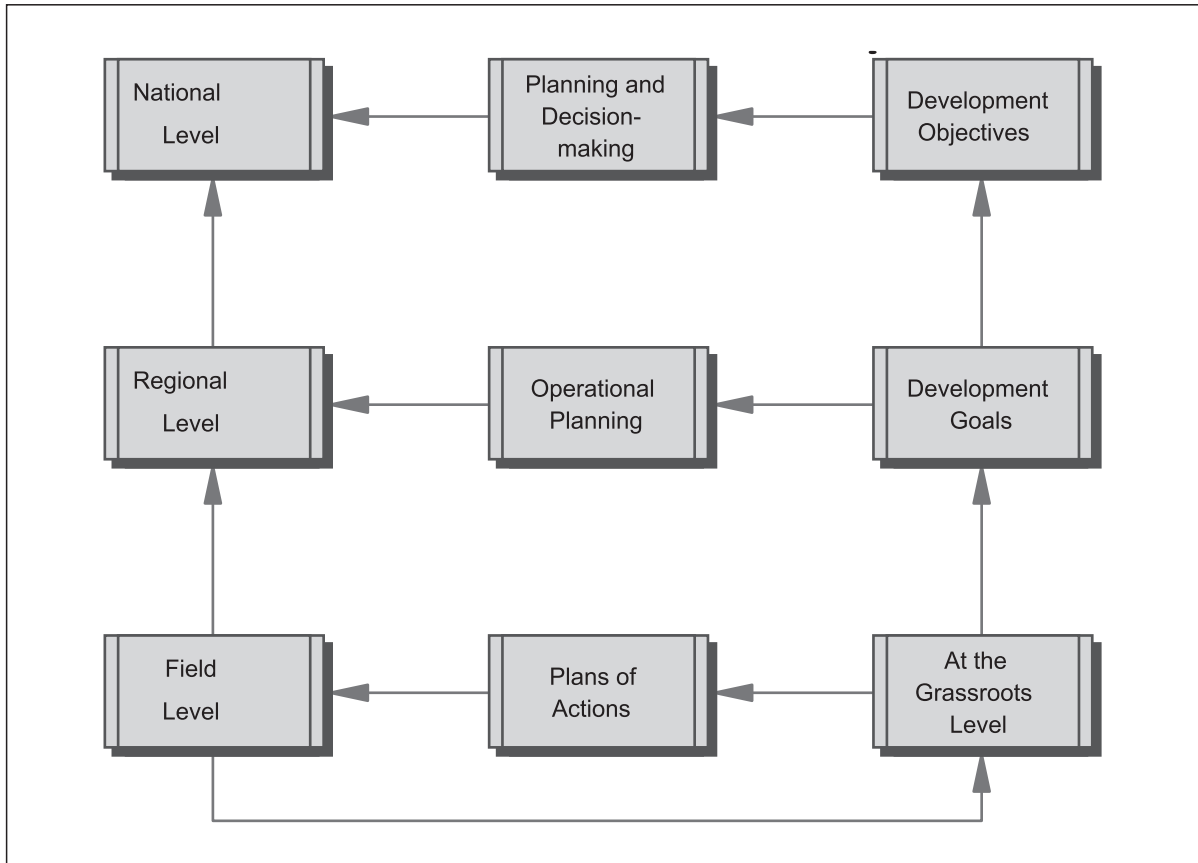 National
Level
Planning and
Decision-
making
Development
Objectives
Regional
Level
Operational
Planning
Development
Goals
Field
Level
Plans of
Actions
At the
Grassroots
Level